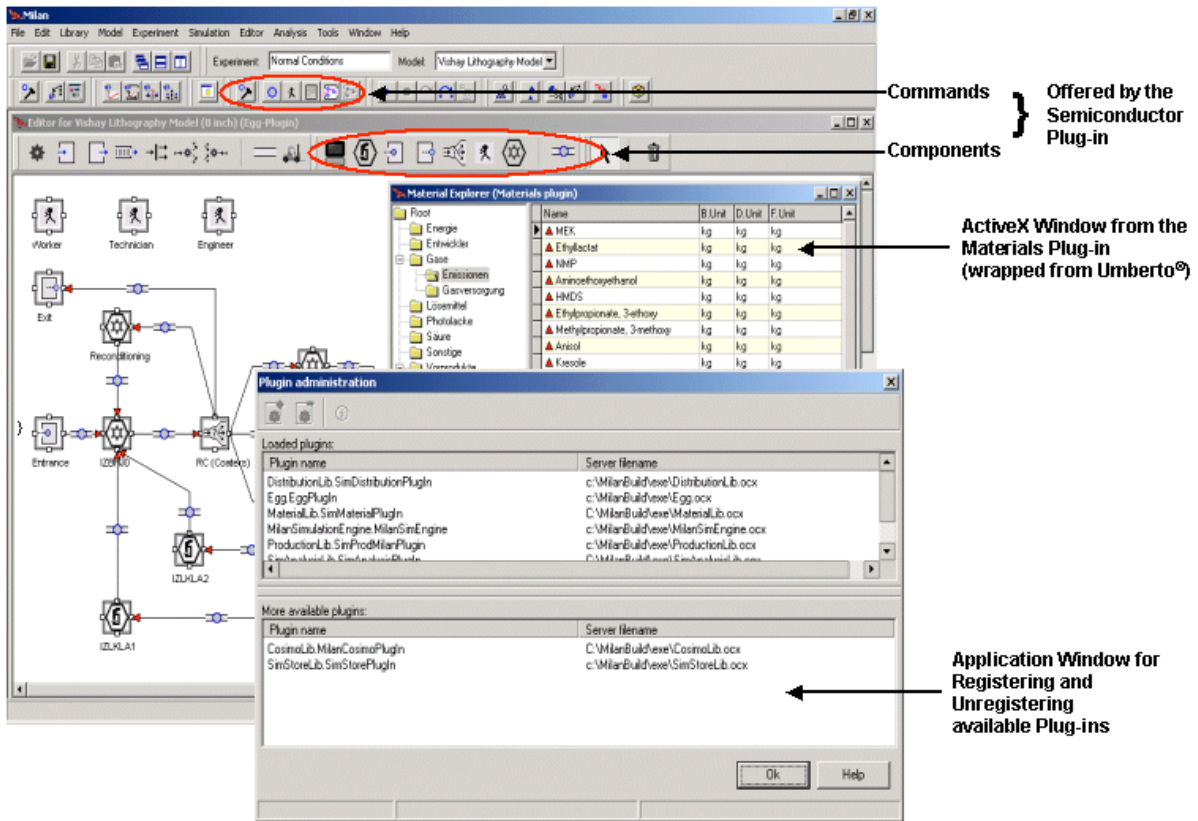 Milan
File Edit Library Model Experiment Simulation Editor Analysis Tools Window Help
Experiment: Normal Conditions Model: Vishay Lithography Model
Commands
Components
} Offered by the
Semiconductor
Plug-in
Editor for Vishay Lithography Model (8 inch) (Egg-Plugin)
Worker
Technician
Engineer
Exit
Reconditioning
}
Entrance
RC (Coaters)
IZLKLA2
IZLKLA1
Material Explorer (Materials plugin)
Root
Energie
Entwickler
Gase
Emissionen
Gasversorgung
Lösemittel
Photolacke
Säure
Sonstige
Vorprodukte
Name B.Unit D.Unit F.Unit
MEK kg kg kg
Ethyllactat kg kg kg
NMP kg kg kg
Aminoethoxyethanol kg kg kg
HMDS kg kg kg
Ethylpropionate, 3-ethoxy kg kg kg
Methylpropionate, 3-methoxy kg kg kg
Anisol kg kg kg
Kresole kg kg kg
ActiveX Window from the
Materials Plug-in
(wrapped from Umberto®)
Plugin administration
Loaded plugins:
Plugin name Server filename
DistributionLib.SimDistributionPlugIn c:\MilanBuild\exe\DistributionLib.ocx
Egg.EggPlugIn c:\MilanBuild\exe\Egg.ocx
MaterialLib.SimMaterialPlugIn C:\MilanBuild\exe\MaterialLib.ocx
MilanSimulationEngine.MilanSimEngine c:\MilanBuild\exe\MilanSimEngine.ocx
ProductionLib.SimProdMilanPlugin c:\MilanBuild\exe\ProductionLib.ocx
SimAnalysisLib.SimAnalysisPlugIn C:\MilanBuild\exe\SimAnalysisLib.ocx
More available plugins:
Plugin name Server filename
CosimoLib.MilanCosimoPlugIn C:\MilanBuild\exe\CosimoLib.ocx
SimStoreLib.SimStorePlugIn c:\MilanBuild\exe\SimStoreLib.ocx
Ok Help
Application Window for
Registering and
Unregistering
available Plug-ins